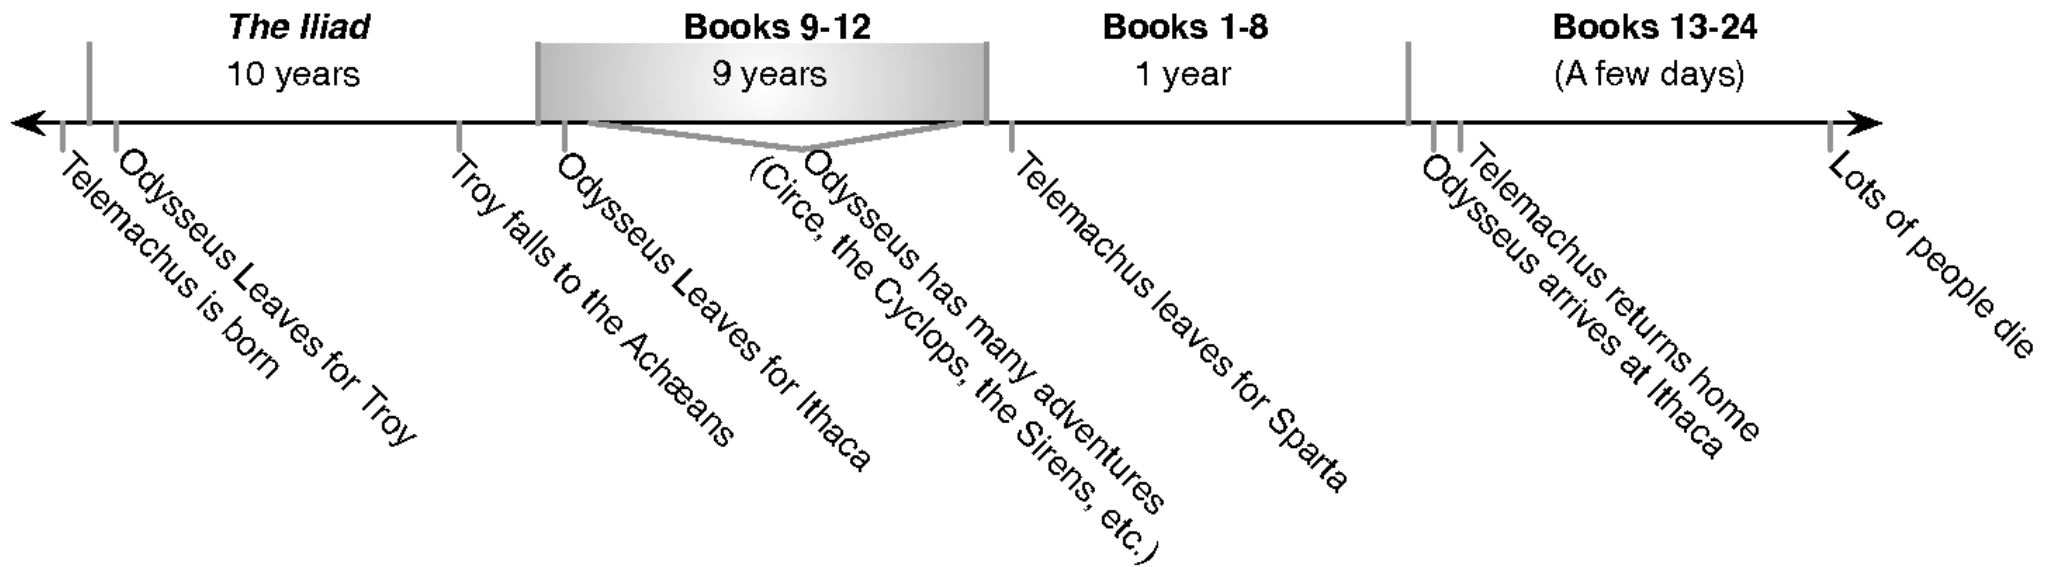 The Iliad
10 years
Books 9-12
9 years
Books 1-8
1 year
Books 13-24
(A few days)
Telemachus is born
Odysseus Leaves for Troy
Troy falls to the Achæans
Odysseus Leaves for Ithaca
Odysseus has many adventures
(Circe, the Cyclops, the Sirens, etc.)
Telemachus leaves for Sparta
Odysseus arrives at Ithaca
Telemachus returns home
Lots of people die